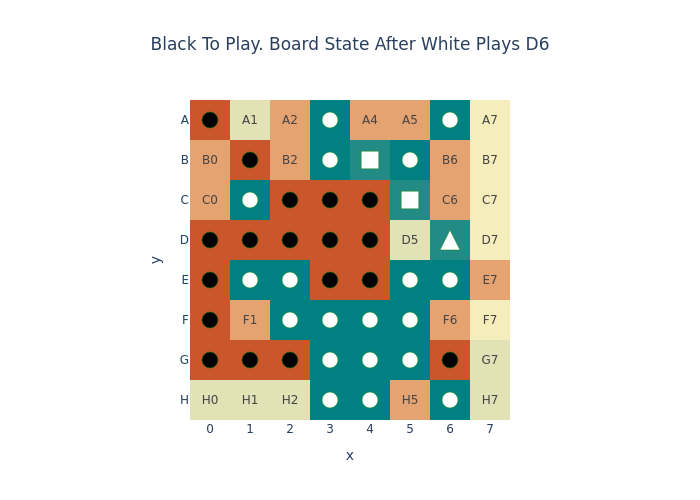 Black To Play. Board State After White Plays D6
A A1 A2 A4 A5 A7
B B0 B2 B6 B7
C C0 C6 C7
D D5 D7
E E7
F F1 F6 F7
G G7
H H0 H1 H2 H5 H7
0 1 2 3 4 5 6 7
x
y